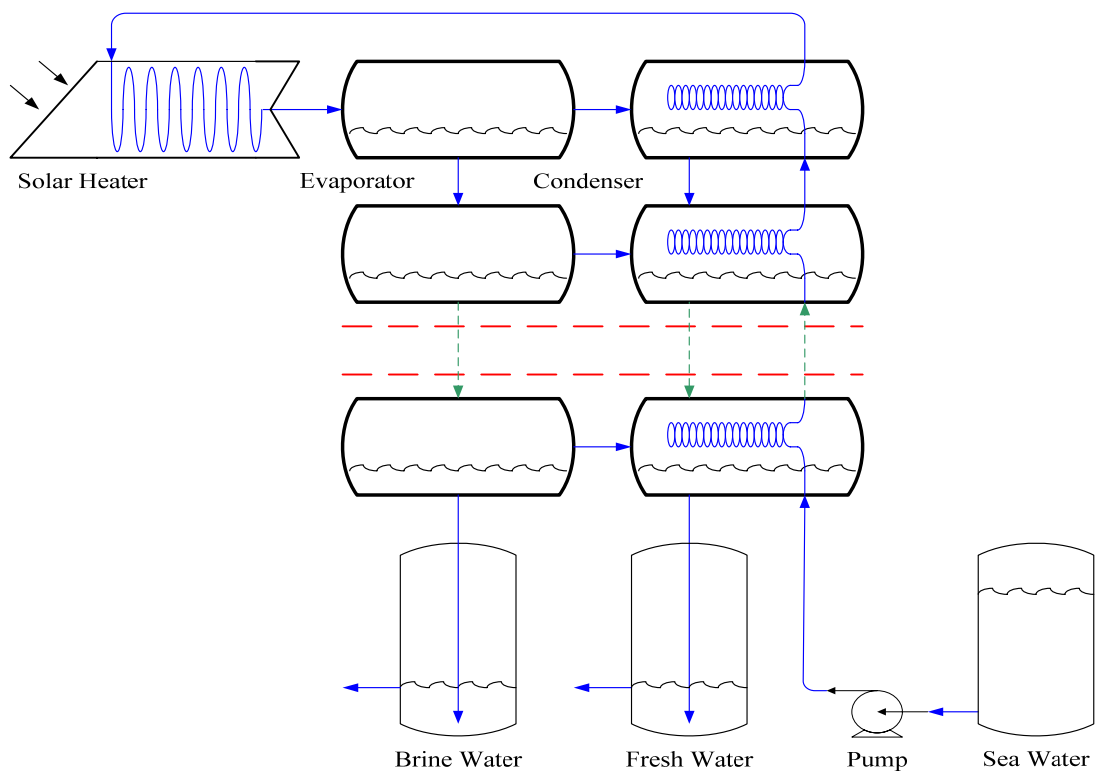 Solar Heater
Evaporator
Condenser
Brine Water
Fresh Water
Pump
Sea Water